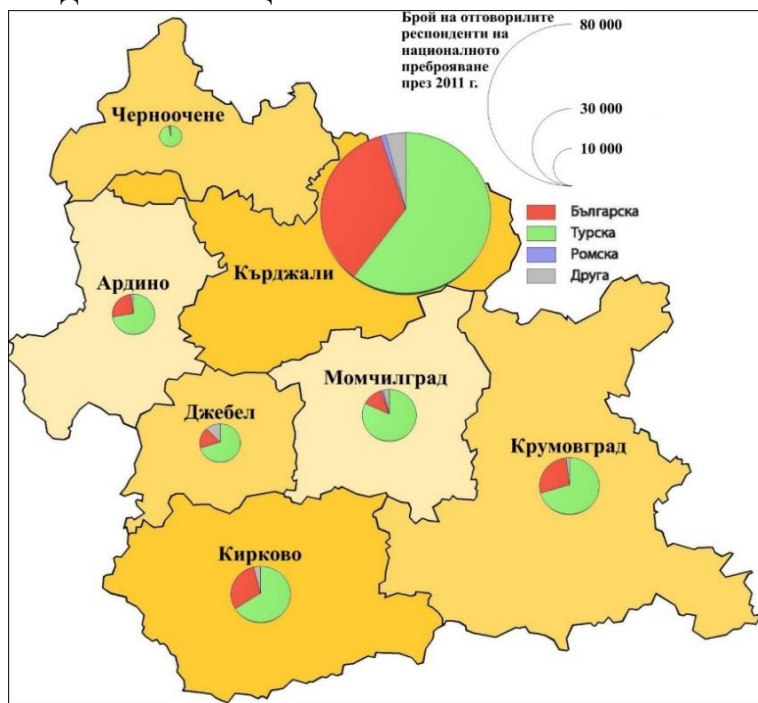 Брой на отговорилите
респонденти на
националното
преброяване
през 2011 г.
80 000
30 000
10 000
Българска
Турска
Ромска
Друга
Черноочене
Кърджали
Ардино
Момчилград
Джебел
Крумовград
Кирково